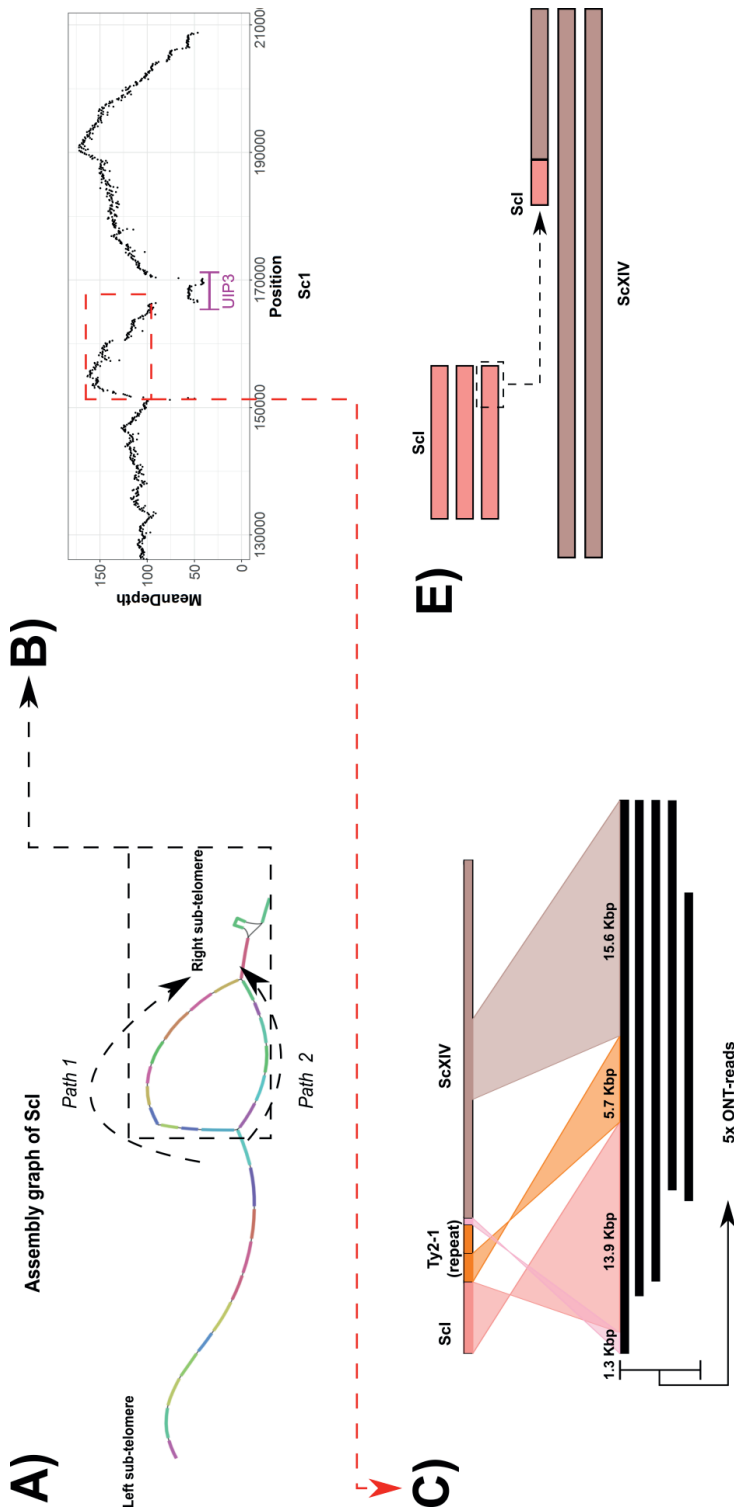 A)
Assembly graph of ScI
Left sub-telomere
Path 1
Path 2
Right sub-telomere
B)
MeanDepth
150
100
50
0
130000
150000
170000
190000
21000
UIP3
Position
Sc1
C)
ScI
Ty2-1
(repeat)
ScXIV
1.3 Kbp
13.9 Kbp
5.7 Kbp
15.6 Kbp
5x ONT-reads
E)
ScI
ScI
ScXIV